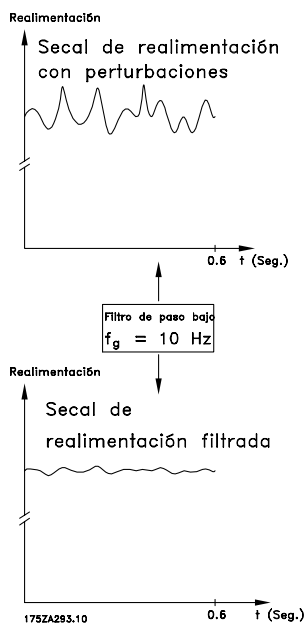 Realimentación
Secal de realimentación
con perturbaciones
0.6 t (Seg.)
Filtro de paso bajo
fg = 10 Hz
Realimentación
Secal de
realimentación filtrada
0.6 t (Seg.)
175ZA293.10